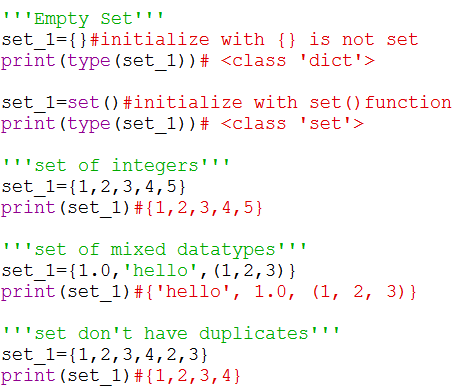 '''Empty Set'''
set_1={}#initialize with {} is not set
print(type(set_1))# <class 'dict'>
set_1=set()#initialize with set()function
print(type(set_1))# <class 'set'>
'''set of integers'''
set_1={1,2,3,4,5}
print(set_1)#{1,2,3,4,5}
'''set of mixed datatypes'''
set_1={1.0,'hello',(1,2,3)}
print(set_1)#{'hello', 1.0, (1, 2, 3)}
'''set don't have duplicates'''
set_1={1,2,3,4,2,3}
print(set_1)#{1,2,3,4}